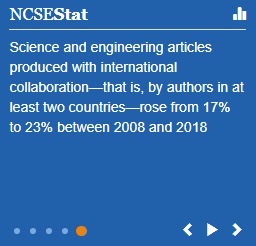 NCSEStat
Science and engineering articles
produced with international
collaboration—that is, by authors in at
least two countries—rose from 17%
to 23% between 2008 and 2018